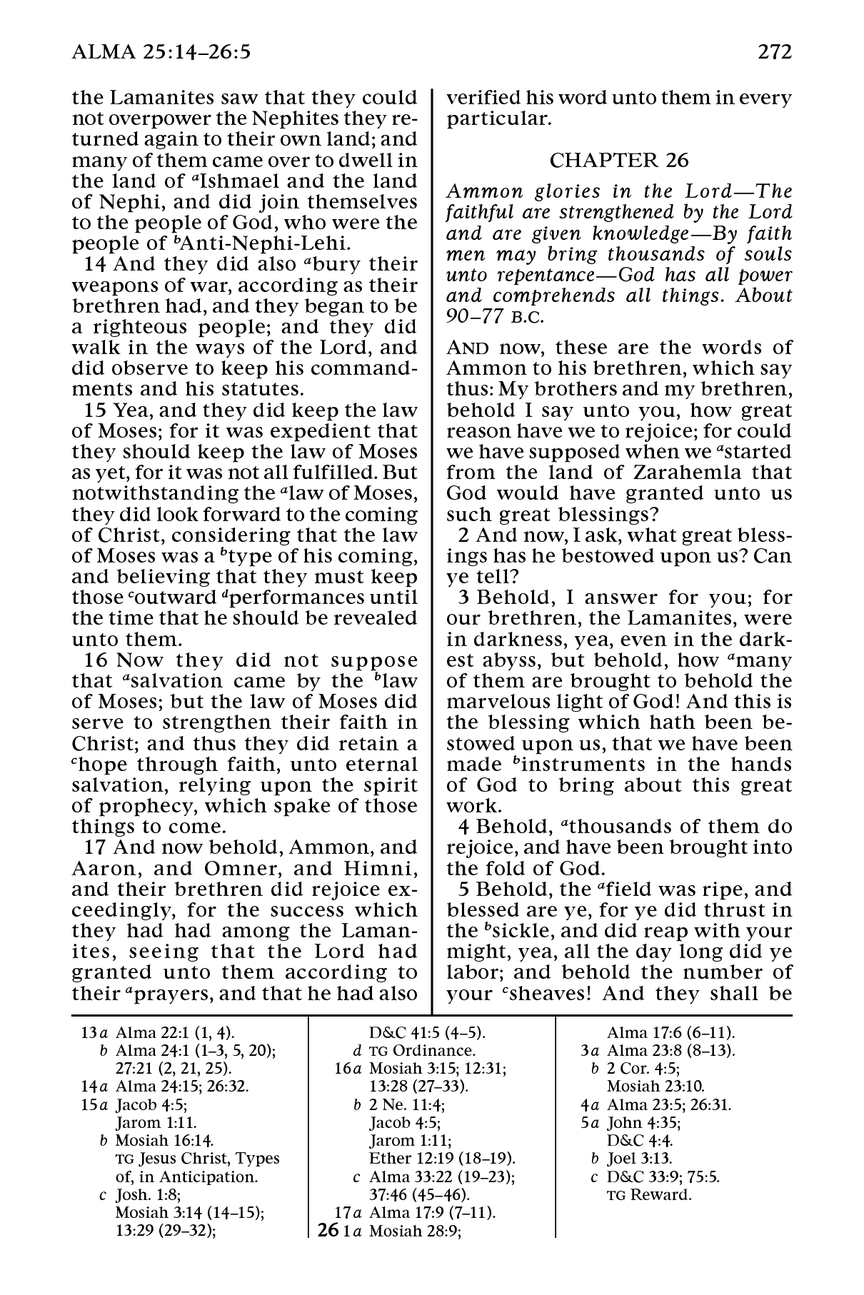 ALMA 25:14–26:5 272
the Lamanites saw that they could
not overpower the Nephites they re-
turned again to their own land; and
many of them came over to dwell in
the land of aIshmael and the land
of Nephi, and did join themselves
to the people of God, who were the
people of bAnti-Nephi-Lehi.
14 And they did also abury their
weapons of war, according as their
brethren had, and they began to be
a righteous people; and they did
walk in the ways of the Lord, and
did observe to keep his command-
ments and his statutes.
15 Yea, and they did keep the law
of Moses; for it was expedient that
they should keep the law of Moses
as yet, for it was not all fulfilled. But
notwithstanding the alaw of Moses,
they did look forward to the coming
of Christ, considering that the law
of Moses was a btype of his coming,
and believing that they must keep
those coutward dperformances until
the time that he should be revealed
unto them.
16 Now they did not suppose
that asalvation came by the blaw
of Moses; but the law of Moses did
serve to strengthen their faith in
Christ; and thus they did retain a
chope through faith, unto eternal
salvation, relying upon the spirit
of prophecy, which spake of those
things to come.
17 And now behold, Ammon, and
Aaron, and Omner, and Himni,
and their brethren did rejoice ex-
ceedingly, for the success which
they had had among the Laman-
ites, seeing that the Lord had
granted unto them according to
their aprayers, and that he had also
verified his word unto them in every
particular.
CHAPTER 26
Ammon glories in the Lord—The
faithful are strengthened by the Lord
and are given knowledge—By faith
men may bring thousands of souls
unto repentance—God has all power
and comprehends all things. About
90–77 B.C.
AND now, these are the words of
Ammon to his brethren, which say
thus: My brothers and my brethren,
behold I say unto you, how great
reason have we to rejoice; for could
we have supposed when we astarted
from the land of Zarahemla that
God would have granted unto us
such great blessings?
2 And now, I ask, what great bless-
ings has he bestowed upon us? Can
ye tell?
3 Behold, I answer for you; for
our brethren, the Lamanites, were
in darkness, yea, even in the dark-
est abyss, but behold, how amany
of them are brought to behold the
marvelous light of God! And this is
the blessing which hath been be-
stowed upon us, that we have been
made binstruments in the hands
of God to bring about this great
work.
4 Behold, athousands of them do
rejoice, and have been brought into
the fold of God.
5 Behold, the afield was ripe, and
blessed are ye, for ye did thrust in
the bsickle, and did reap with your
might, yea, all the day long did ye
labor; and behold the number of
your csheaves! And they shall be
13a Alma 22:1 (1, 4).
b Alma 24:1 (1–3, 5, 20);
27:21 (2, 21, 25).
14a Alma 24:15; 26:32.
15a Jacob 4:5;
Jarom 1:11.
b Mosiah 16:14.
TG Jesus Christ, Types
of, in Anticipation.
c Josh. 1:8;
Mosiah 3:14 (14–15);
13:29 (29–32);
D&C 41:5 (4–5).
d TG Ordinance.
16a Mosiah 3:15; 12:31;
13:28 (27–33).
b 2 Ne. 11:4;
Jacob 4:5;
Jarom 1:11;
Ether 12:19 (18–19).
c Alma 33:22 (19–23);
37:46 (45–46).
17a Alma 17:9 (7–11).
26 1a Mosiah 28:9;
Alma 17:6 (6–11).
3a Alma 23:8 (8–13).
b 2 Cor. 4:5;
Mosiah 23:10.
4a Alma 23:5; 26:31.
5a John 4:35;
D&C 4:4.
b Joel 3:13.
c D&C 33:9; 75:5.
TG Reward.